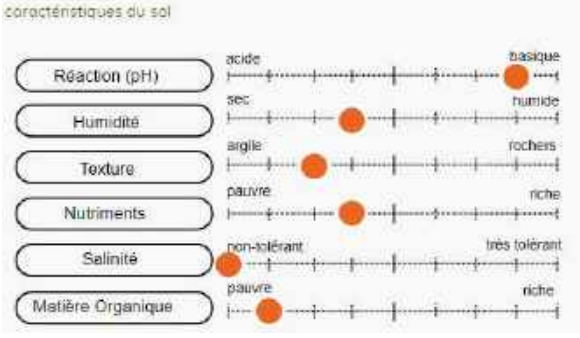 caractéristiques du sol
Réaction (pH) acide basique
Humidité sec humide
Texture argile rochers
Nutriments pauvre riche
Salinité non-tolérant très tolérant
Matière Organique pauvre riche